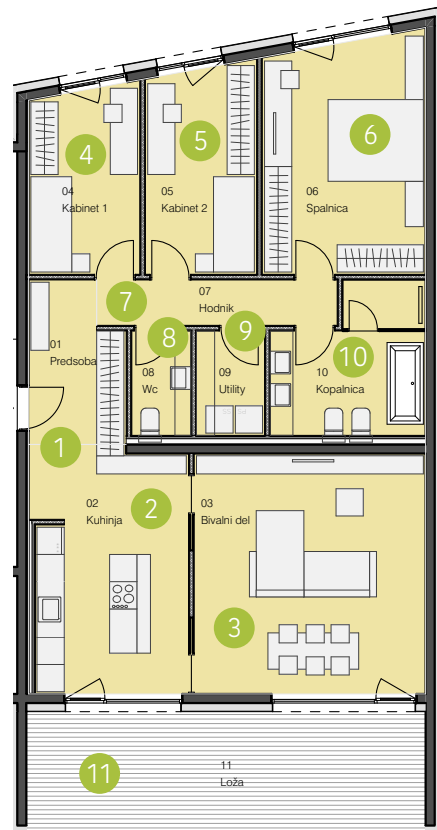 4
5
6
04
Kabinet 1
05
Kabinet 2
06
Spalnica
7
07
Hodnik
8
9
10
01
Predsoba
08
Wc
09
Utility
10
Kopalnica
1
2
02
Kuhinja
03
Bivalni del
3
11
11
Loža